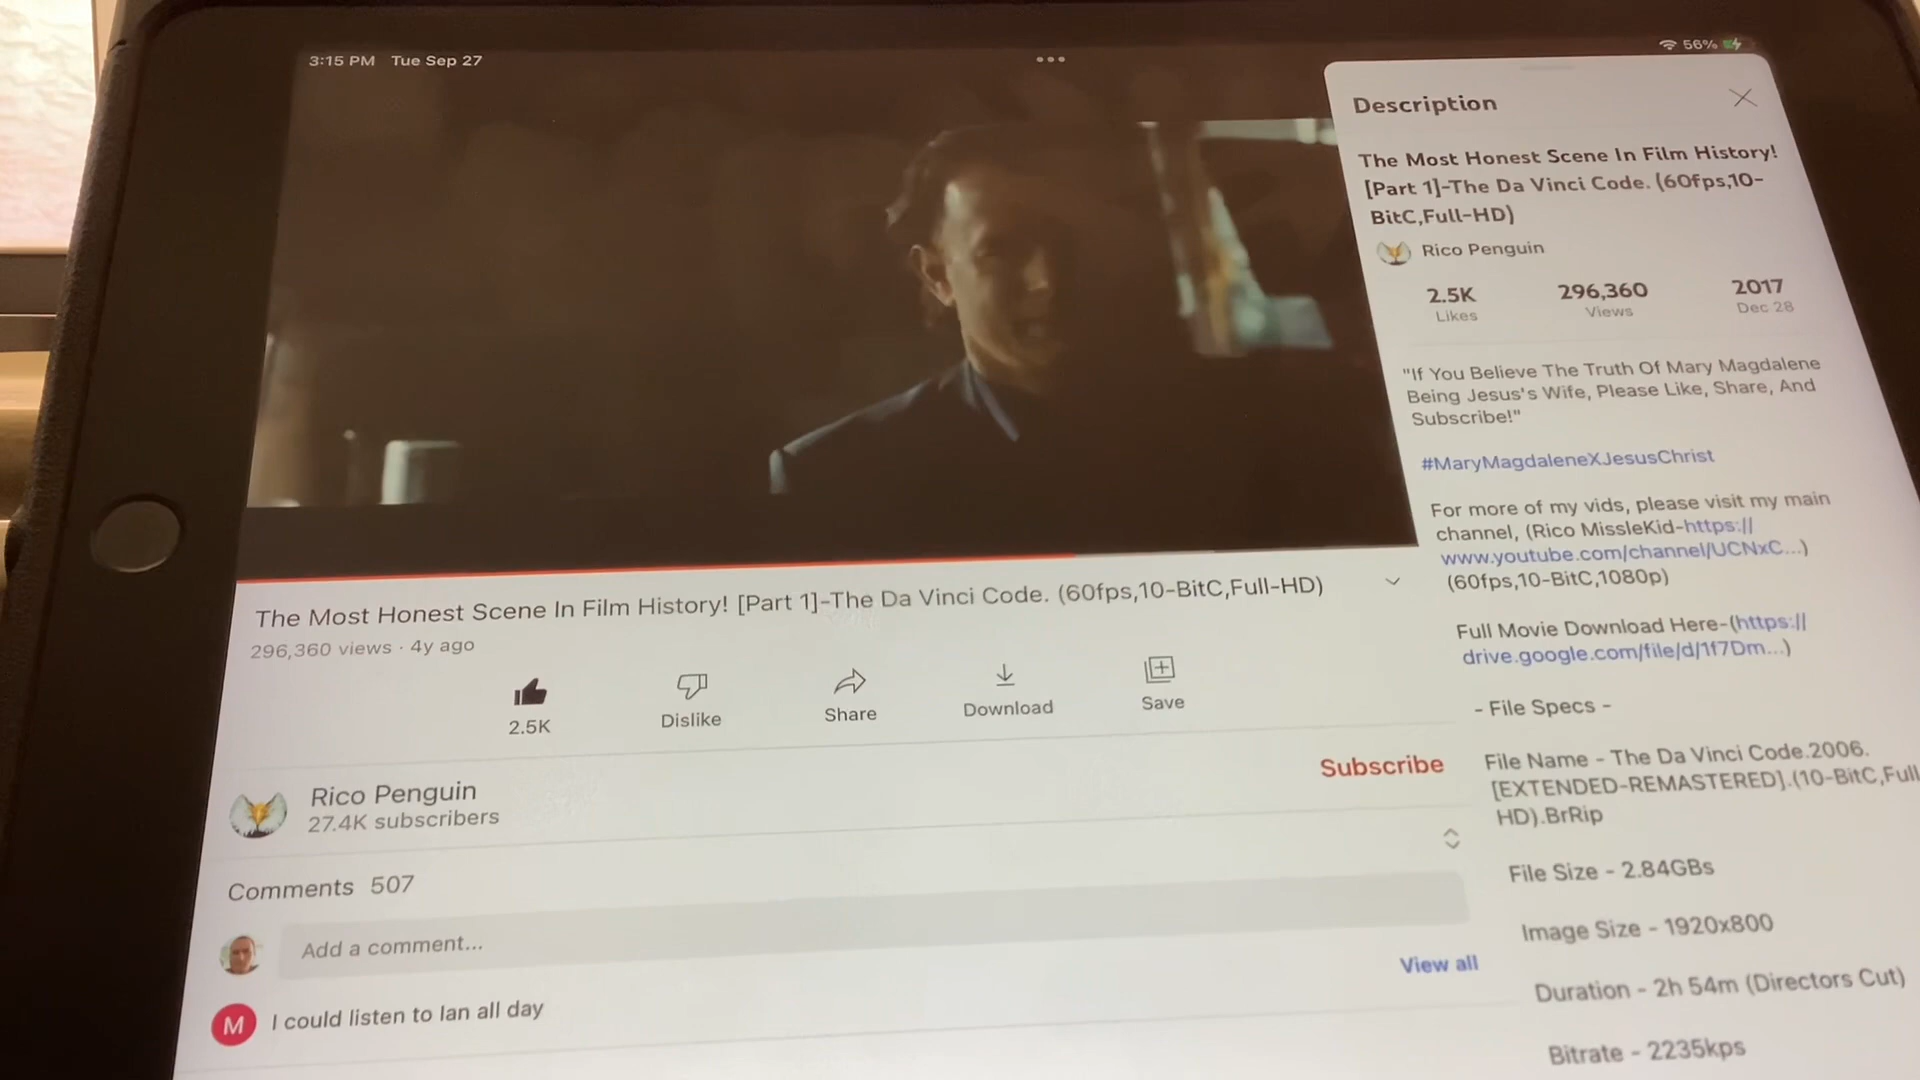 3:15 PM Tue Sep 27
56%
The Most Honest Scene In Film History! [Part 1]-The Da Vinci Code. (60fps,10-BitC,Full-HD)
296,360 views · 4y ago
2.5K
Dislike
Share
Download
Save
Rico Penguin
27.4K subscribers
Subscribe
Comments 507
Add a comment...
View all
M
I could listen to Ian all day
Description
The Most Honest Scene In Film History!
[Part 1]-The Da Vinci Code. (60fps,10-
BitC,Full-HD)
Rico Penguin
2.5K
Likes
296,360
Views
2017
Dec 28
"If You Believe The Truth Of Mary Magdalene
Being Jesus's Wife, Please Like, Share, And
Subscribe!"
#MaryMagdaleneXJesusChrist
For more of my vids, please visit my main
channel, (Rico MissleKid-https://
www.youtube.com/channel/UCNxC...)
(60fps,10-BitC,1080p)
Full Movie Download Here-(https://
drive.google.com/file/d/1f7Dm...)
- File Specs -
File Name - The Da Vinci Code.2006.
[EXTENDED-REMASTERED].(10-BitC,Full
HD).BrRip
File Size - 2.84GBs
Image Size - 1920x800
Duration - 2h 54m (Directors Cut)
Bitrate - 2235kps